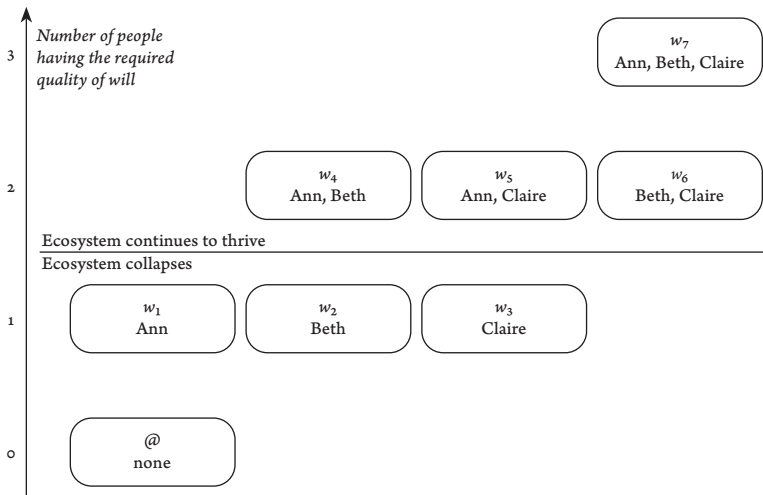 3
Number of people
having the required
quality of will
w₇
Ann, Beth, Claire
2
w₄
Ann, Beth
w₅
Ann, Claire
w₆
Beth, Claire
Ecosystem continues to thrive
Ecosystem collapses
1
w₁
Ann
w₂
Beth
w₃
Claire
0
@
none